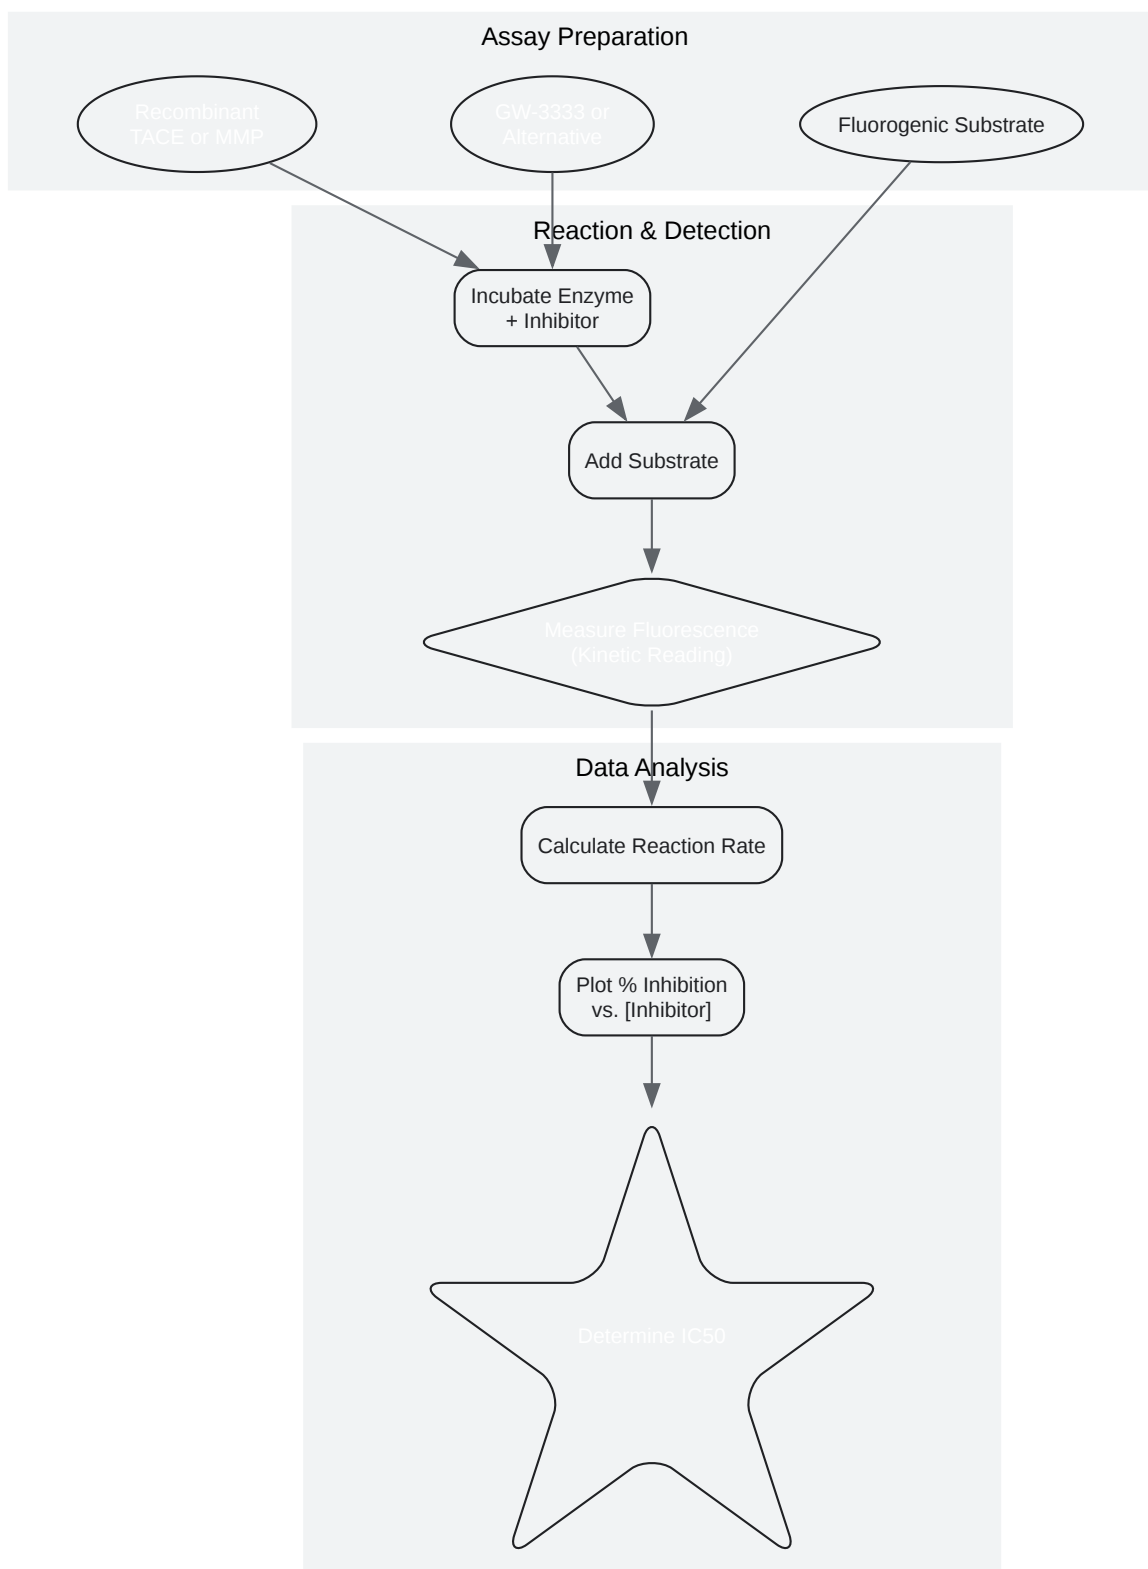 Assay Preparation
Recombinant
TACE or MMP
GW-3333 or
Alternative
Fluorogenic Substrate
Reaction & Detection
Incubate Enzyme
+ Inhibitor
Add Substrate
Measure Fluorescence
(Kinetic Reading)
Data Analysis
Calculate Reaction Rate
Plot % Inhibition
vs. [Inhibitor]
Determine IC50